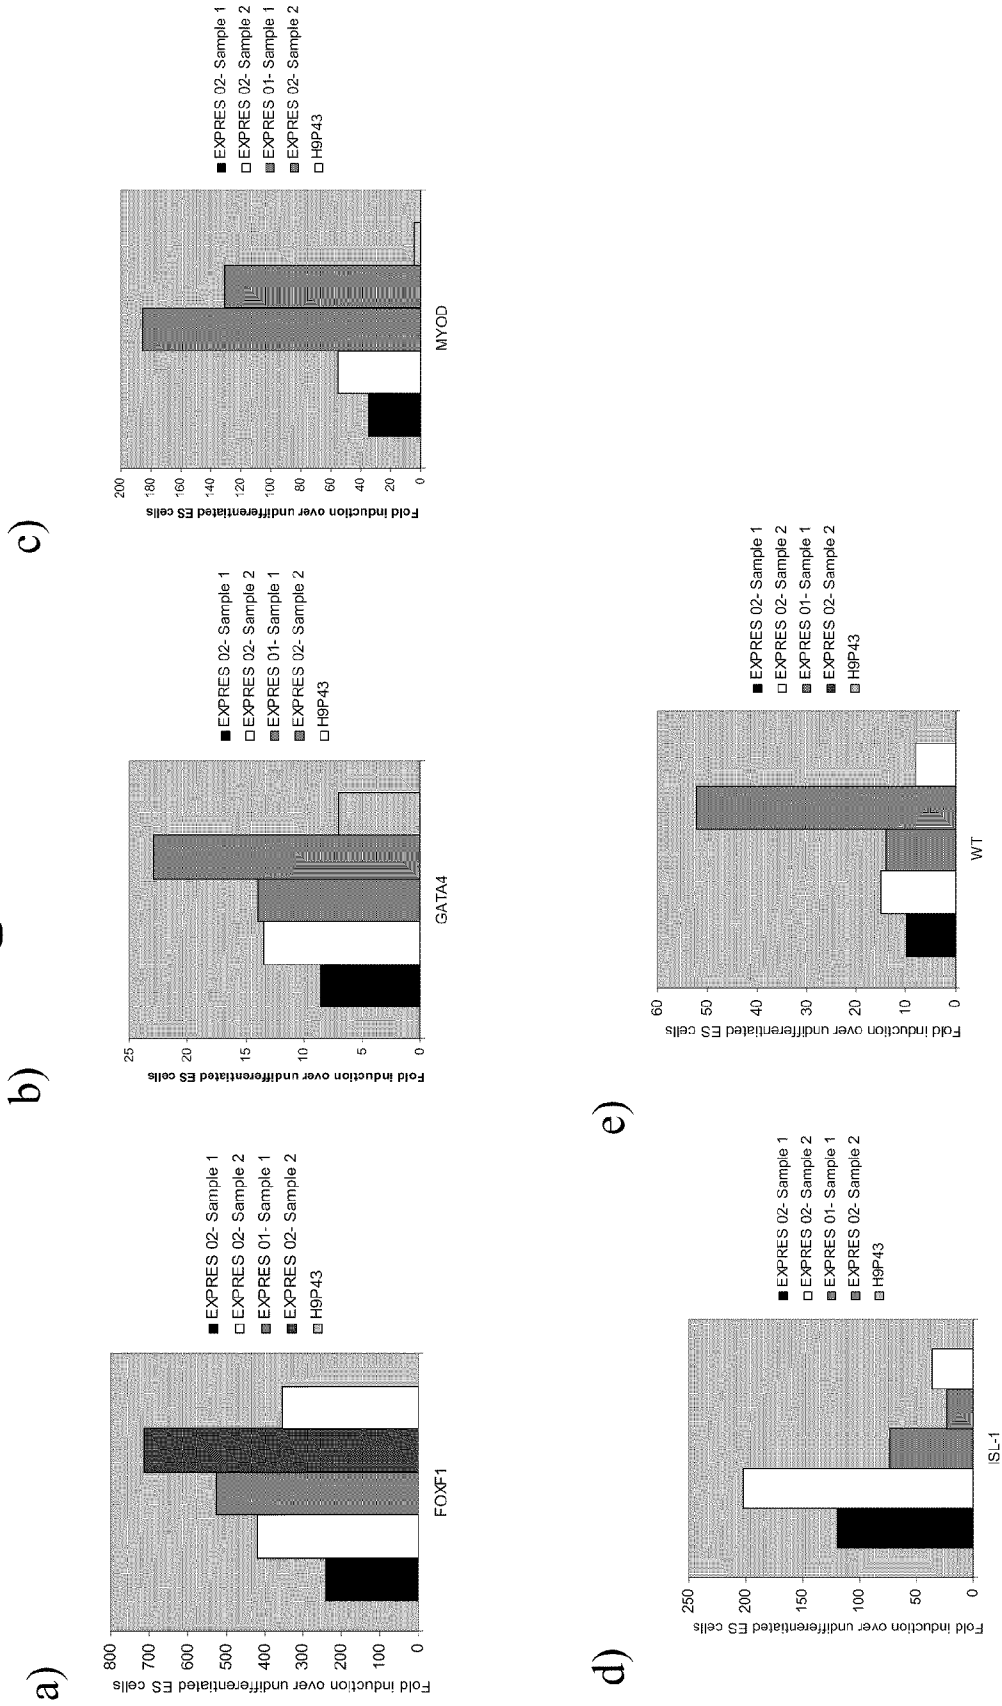 a)
Fold induction over undifferentiated ES cells
800
700
600
500
400
300
200
100
0
FOXF1
EXPRES 02- Sample 1
EXPRES 02- Sample 2
EXPRES 01- Sample 1
EXPRES 02- Sample 2
H9P43
b)
Fold induction over undifferentiated ES cells
25
20
15
10
5
0
GATA4
EXPRES 02- Sample 1
EXPRES 02- Sample 2
EXPRES 01- Sample 1
EXPRES 02- Sample 2
H9P43
c)
Fold induction over undifferentiated ES cells
200
180
160
140
120
100
80
60
40
20
0
MYOD
EXPRES 02- Sample 1
EXPRES 02- Sample 2
EXPRES 01- Sample 1
EXPRES 02- Sample 2
H9P43
d)
Fold induction over undifferentiated ES cells
250
200
150
100
50
0
ISL-1
EXPRES 02- Sample 1
EXPRES 02- Sample 2
EXPRES 01- Sample 1
EXPRES 02- Sample 2
H9P43
e)
Fold induction over undifferentiated ES cells
60
50
40
30
20
10
0
WT
EXPRES 02- Sample 1
EXPRES 02- Sample 2
EXPRES 01- Sample 1
EXPRES 02- Sample 2
H9P43